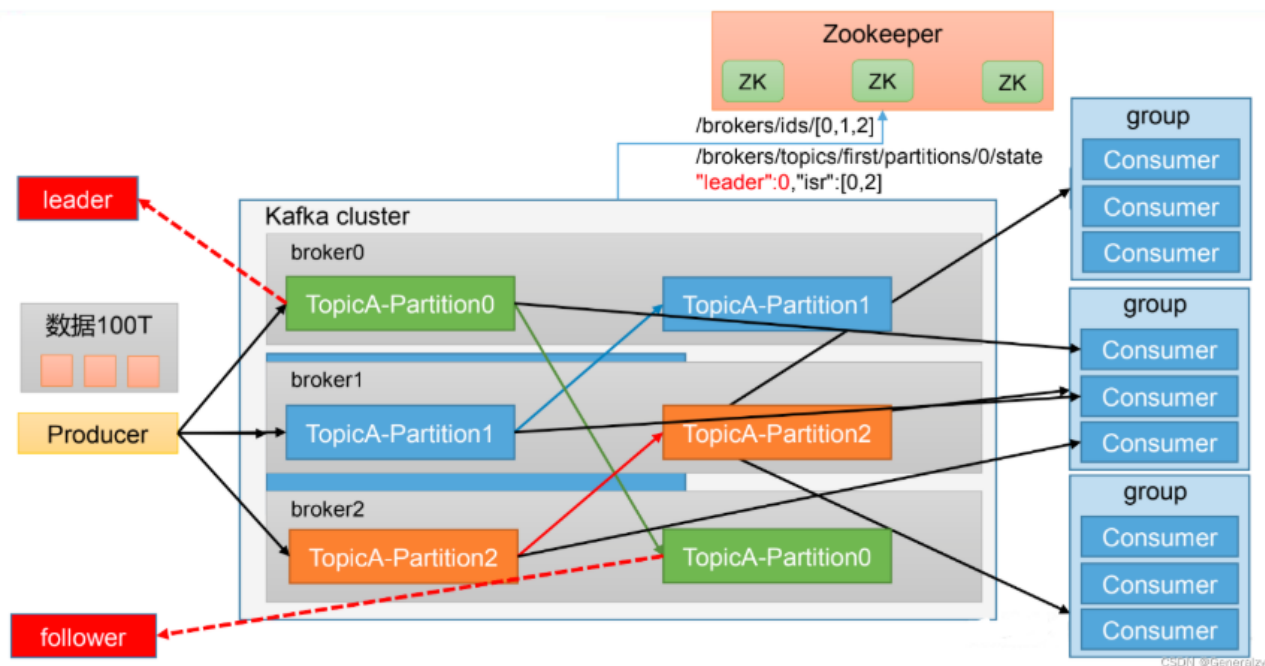 Zookeeper
ZK
ZK
ZK
/brokers/ids/[0,1,2]
/brokers/topics/first/partitions/0/state
"leader":0,"isr":[0,2]
leader
数据100T
Producer
follower
Kafka cluster
broker0
TopicA-Partition0
TopicA-Partition1
broker1
TopicA-Partition1
TopicA-Partition2
broker2
TopicA-Partition2
TopicA-Partition0
group
Consumer
Consumer
Consumer
group
Consumer
Consumer
Consumer
group
Consumer
Consumer
Consumer
CSDN @Generalzy